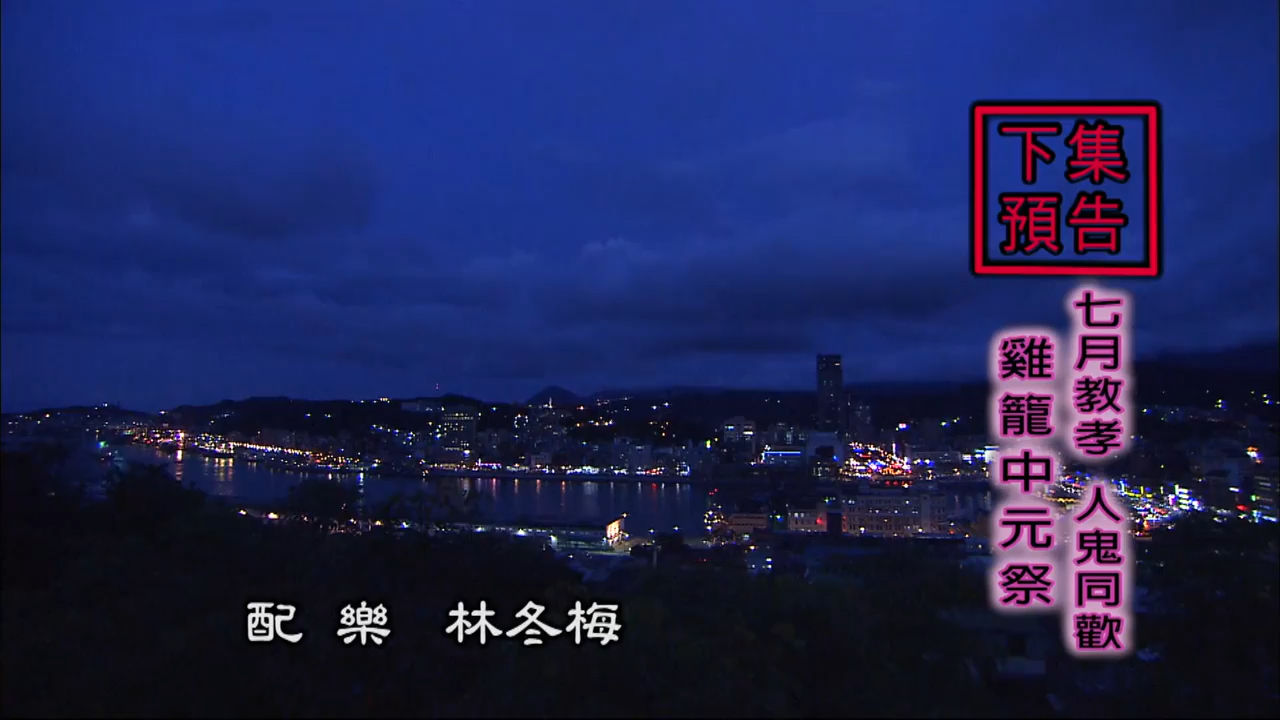 下集
預告
七月教孝 人鬼同歡
雞籠中元祭
配樂 林冬梅